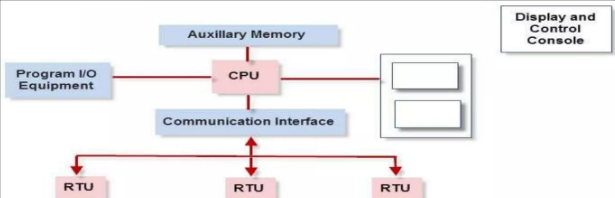 Display and
Control
Console
Auxillary Memory
Program I/O
Equipment
CPU
Communication Interface
RTU
RTU
RTU